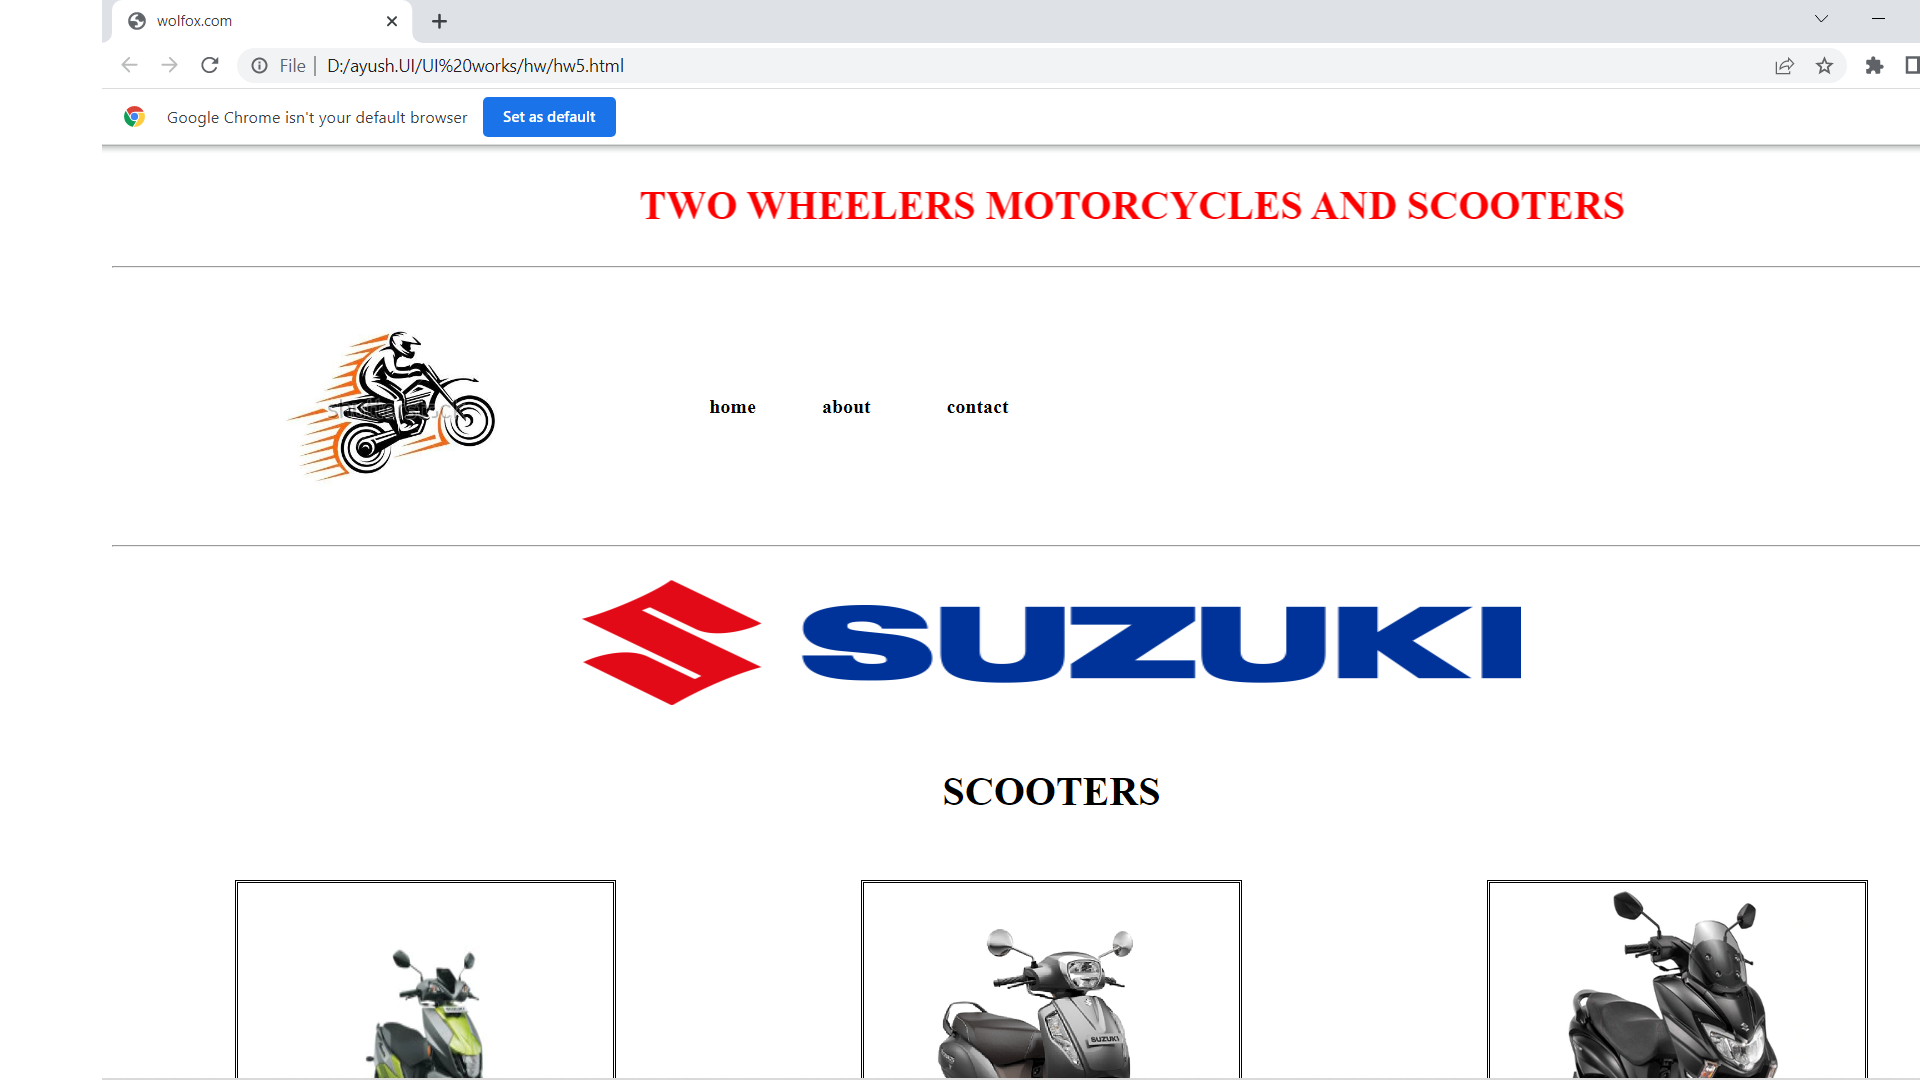 wolfox.com
File | D:/ayush.UI/UI%20works/hw/hw5.html
Google Chrome isn't your default browser
Set as default
TWO WHEELERS MOTORCYCLES AND SCOOTERS
home about contact
SUZUKI
SCOOTERS
SUZUKI